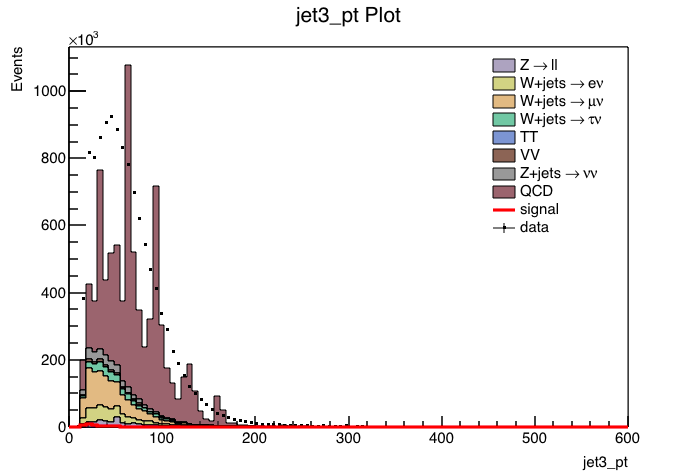 jet3_pt Plot
×10³
Events
1000
800
600
400
200
0
0 100 200 300 400 500 600
jet3_pt
Z → ll
W+jets → eν
W+jets → μν
W+jets → τν
TT
VV
Z+jets → νν
QCD
signal
data